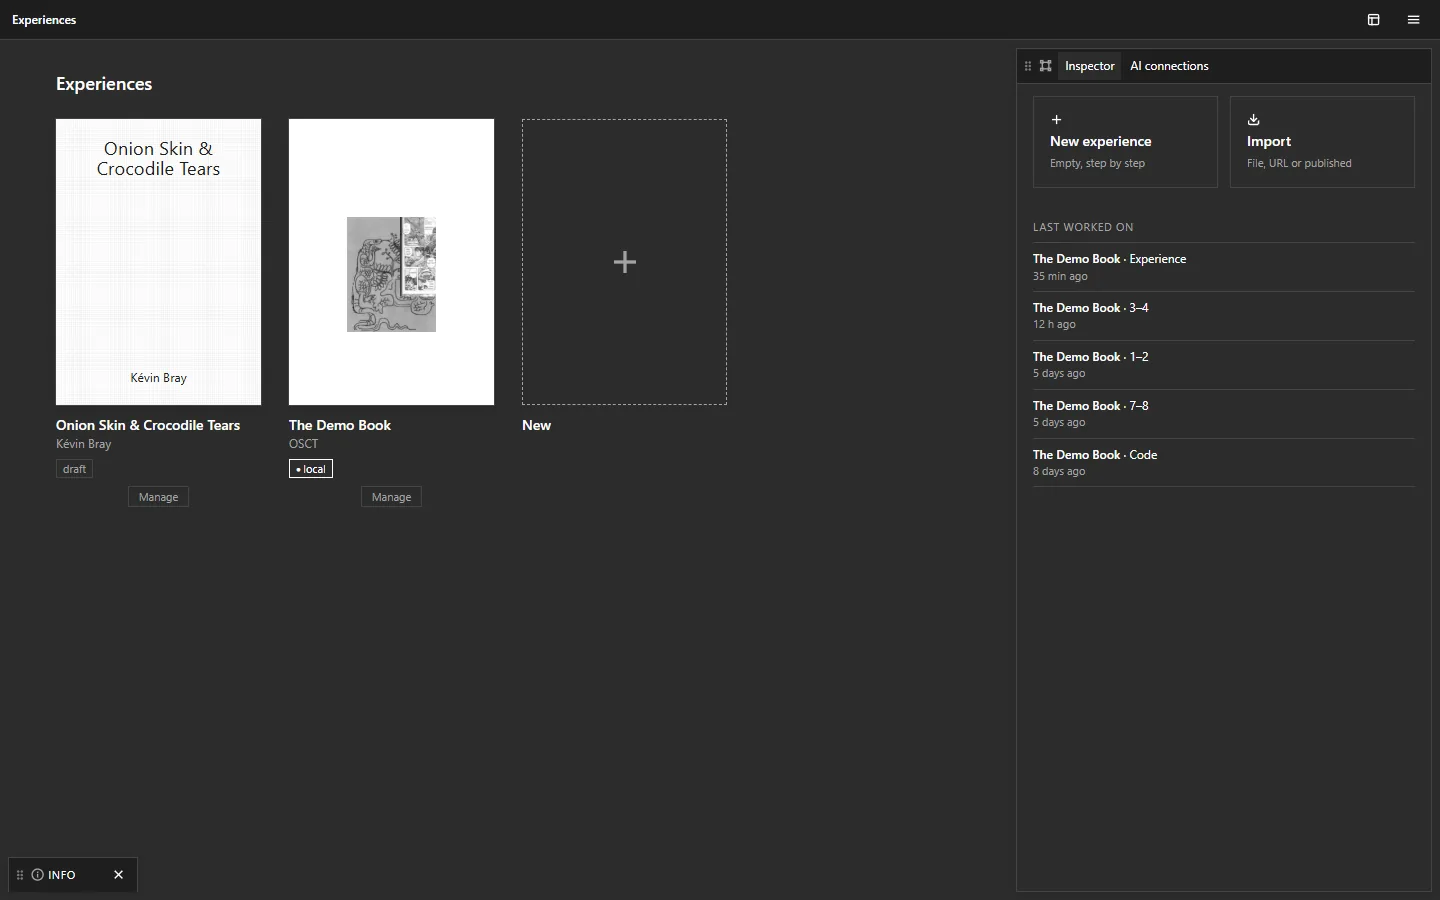 Experiences
Experiences
Onion Skin &
Crocodile Tears
Kévin Bray
Onion Skin & Crocodile Tears
Kévin Bray
draft
Manage
The Demo Book
OSCT
• local
Manage
New
Inspector
AI connections
New experience
Empty, step by step
Import
File, URL or published
LAST WORKED ON
The Demo Book · Experience
35 min ago
The Demo Book · 3–4
12 h ago
The Demo Book · 1–2
5 days ago
The Demo Book · 7–8
5 days ago
The Demo Book · Code
8 days ago
INFO